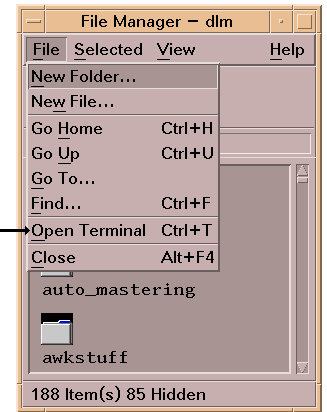 File Manager - dlm
File Selected View Help
New Folder...
New File...
Go Home Ctrl+H
Go Up Ctrl+U
Go To...
Find... Ctrl+F
Open Terminal Ctrl+T
Close Alt+F4
auto_mastering
awkstuff
188 Item(s) 85 Hidden